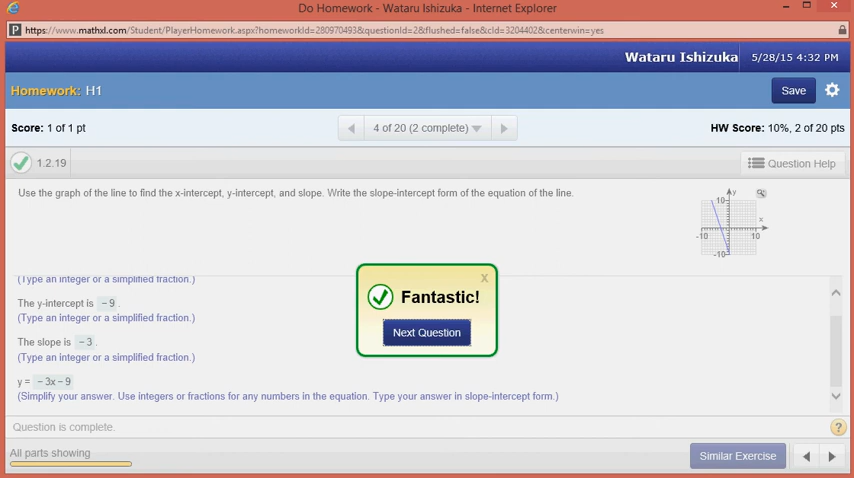 Do Homework - Wataru Ishizuka - Internet Explorer
P https://www.mathxl.com/Student/PlayerHomework.aspx?homeworkId=280970493&questionId=2&flushed=false&cId=3204402&centerwin=yes
Wataru Ishizuka 5/28/15 4:32 PM
Homework: H1 Save
Score: 1 of 1 pt 4 of 20 (2 complete) HW Score: 10%, 2 of 20 pts
1.2.19 Question Help
Use the graph of the line to find the x-intercept, y-intercept, and slope. Write the slope-intercept form of the equation of the line.
y
10
x
-10 10
-10
(Type an integer or a simplified fraction.)
The y-intercept is − 9 .
(Type an integer or a simplified fraction.)
The slope is − 3 .
(Type an integer or a simplified fraction.)
y = − 3x − 9
(Simplify your answer. Use integers or fractions for any numbers in the equation. Type your answer in slope-intercept form.)
x
Fantastic!
Next Question
Question is complete. ?
All parts showing Similar Exercise